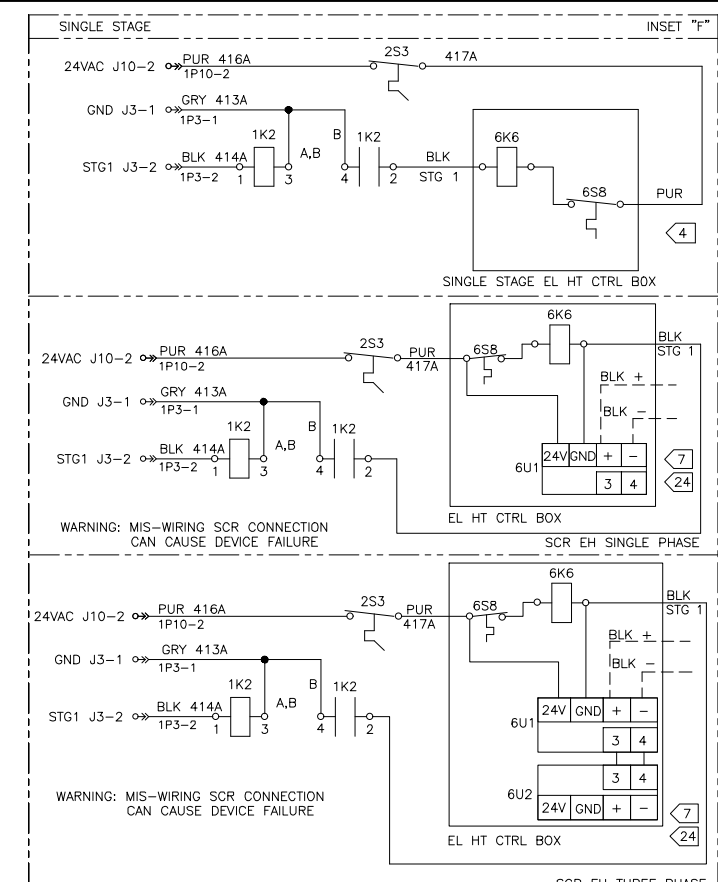 SINGLE STAGE INSET "F"
24VAC J10-2 PUR 416A 2S3 417A
1P10-2
GND J3-1 GRY 413A
1P3-1
1K2 A,B B 1K2 6K6
STG1 J3-2 BLK 414A BLK
1P3-2 1 3 4 2 STG 1
6S8 PUR
4
SINGLE STAGE EL HT CTRL BOX
6K6
24VAC J10-2 PUR 416A 2S3 PUR 6S8 BLK
1P10-2 417A STG 1
GND J3-1 GRY 413A BLK +
1P3-1
1K2 A,B B 1K2 BLK -
STG1 J3-2 BLK 414A 24V GND + - 7
1P3-2 1 3 4 2 6U1
3 4 24
EL HT CTRL BOX
WARNING: MIS-WIRING SCR CONNECTION
CAN CAUSE DEVICE FAILURE SCR EH SINGLE PHASE
6K6
24VAC J10-2 PUR 416A 2S3 PUR 6S8 BLK
1P10-2 417A STG 1
GND J3-1 GRY 413A BLK +
1P3-1
1K2 A,B B 1K2 BLK -
STG1 J3-2 BLK 414A 24V GND + -
1P3-2 1 3 4 2 6U1
3 4
3 4
6U2
24V GND + - 7
24
WARNING: MIS-WIRING SCR CONNECTION
CAN CAUSE DEVICE FAILURE
EL HT CTRL BOX
SCR EH THREE PHASE